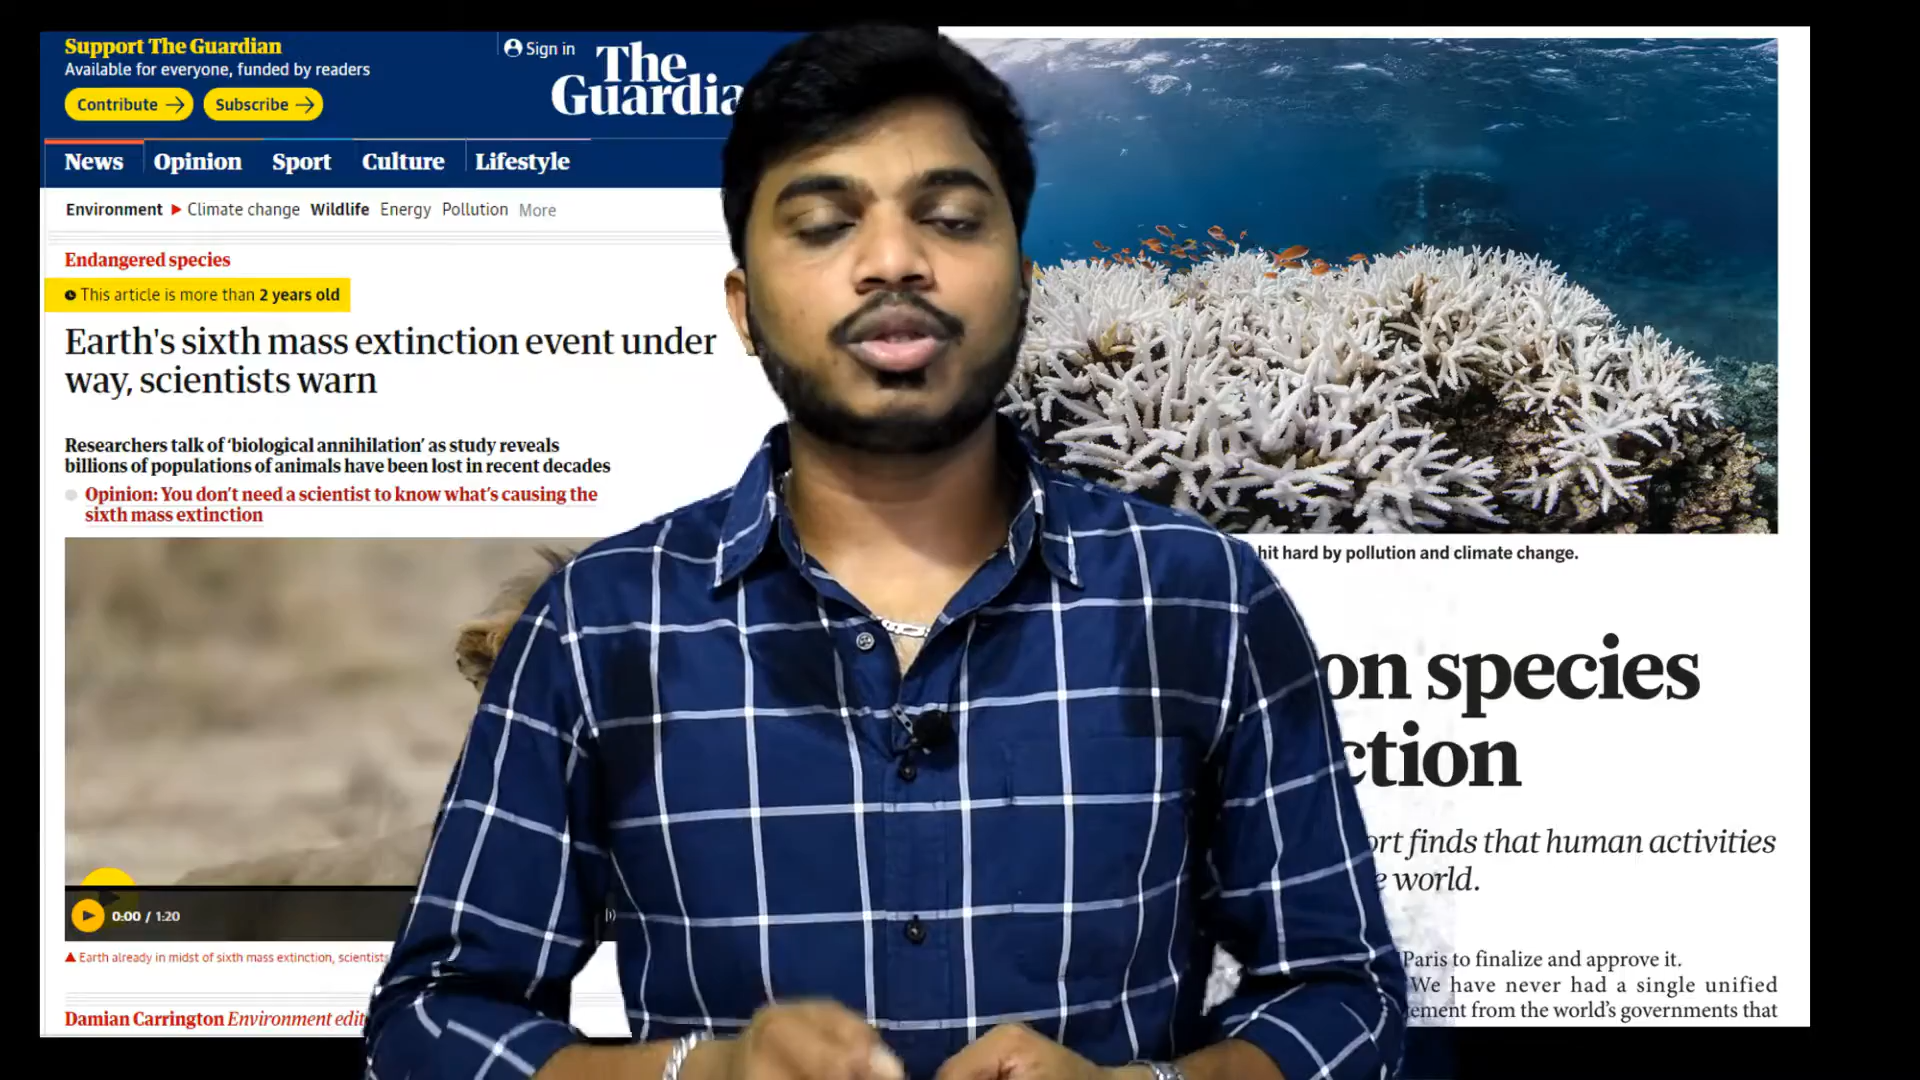 Support The Guardian
Available for everyone, funded by readers
Contribute → Subscribe →
Sign in
The
Guardia
News Opinion Sport Culture Lifestyle
Environment ▶ Climate change Wildlife Energy Pollution More
Endangered species
This article is more than 2 years old
Earth's sixth mass extinction event under
way, scientists warn
Researchers talk of ‘biological annihilation’ as study reveals
billions of populations of animals have been lost in recent decades
Opinion: You don’t need a scientist to know what’s causing the
sixth mass extinction
0:00 / 1:20
Earth already in midst of sixth mass extinction, scientists
Damian Carrington Environment edit
hit hard by pollution and climate change.
on species
ction
ort finds that human activities
e world.
Paris to finalize and approve it.
We have never had a single unified
ement from the world’s governments that